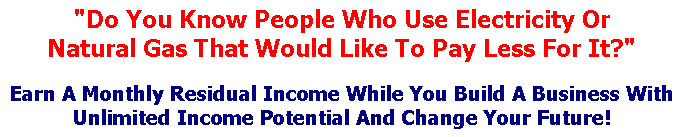 "Do You Know People Who Use Electricity Or
Natural Gas That Would Like To Pay Less For It?"
Earn A Monthly Residual Income While You Build A Business With
Unlimited Income Potential And Change Your Future!